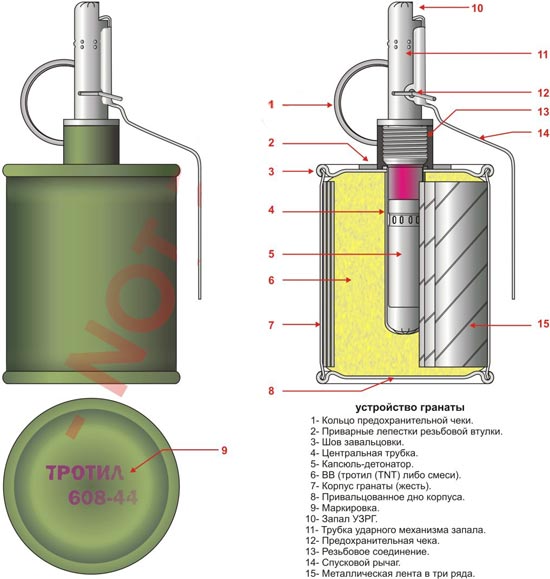 10
11
12
1
13
14
2
3
4
5
6
7
15
8
- NOT
9
ТРОТИЛ
608-44
устройство гранаты
1- Кольцо предохранительной чеки.
2- Приварные лепестки резьбовой втулки.
3- Шов завальцовки.
4- Центральная трубка.
5- Капсюль-детонатор.
6- ВВ (тротил (TNT) либо смеси).
7- Корпус гранаты (жесть).
8- Привальцованное дно корпуса.
9- Маркировка.
10- Запал УЗРГ.
11- Трубка ударного механизма запала.
12- Предохранительная чека.
13- Резьбовое соединение.
14- Спусковой рычаг.
15- Металлическая лента в три ряда.